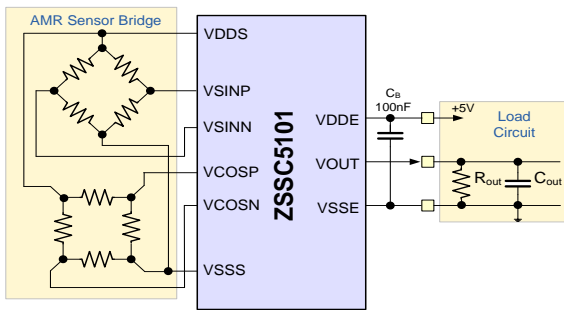 AMR Sensor Bridge
VDDS
VSINP
VSINN
VCOSP
VCOSN
VSSS
ZSSC5101
VDDE
VOUT
VSSE
CB
100nF
+5V
Load
Circuit
Rout
Cout